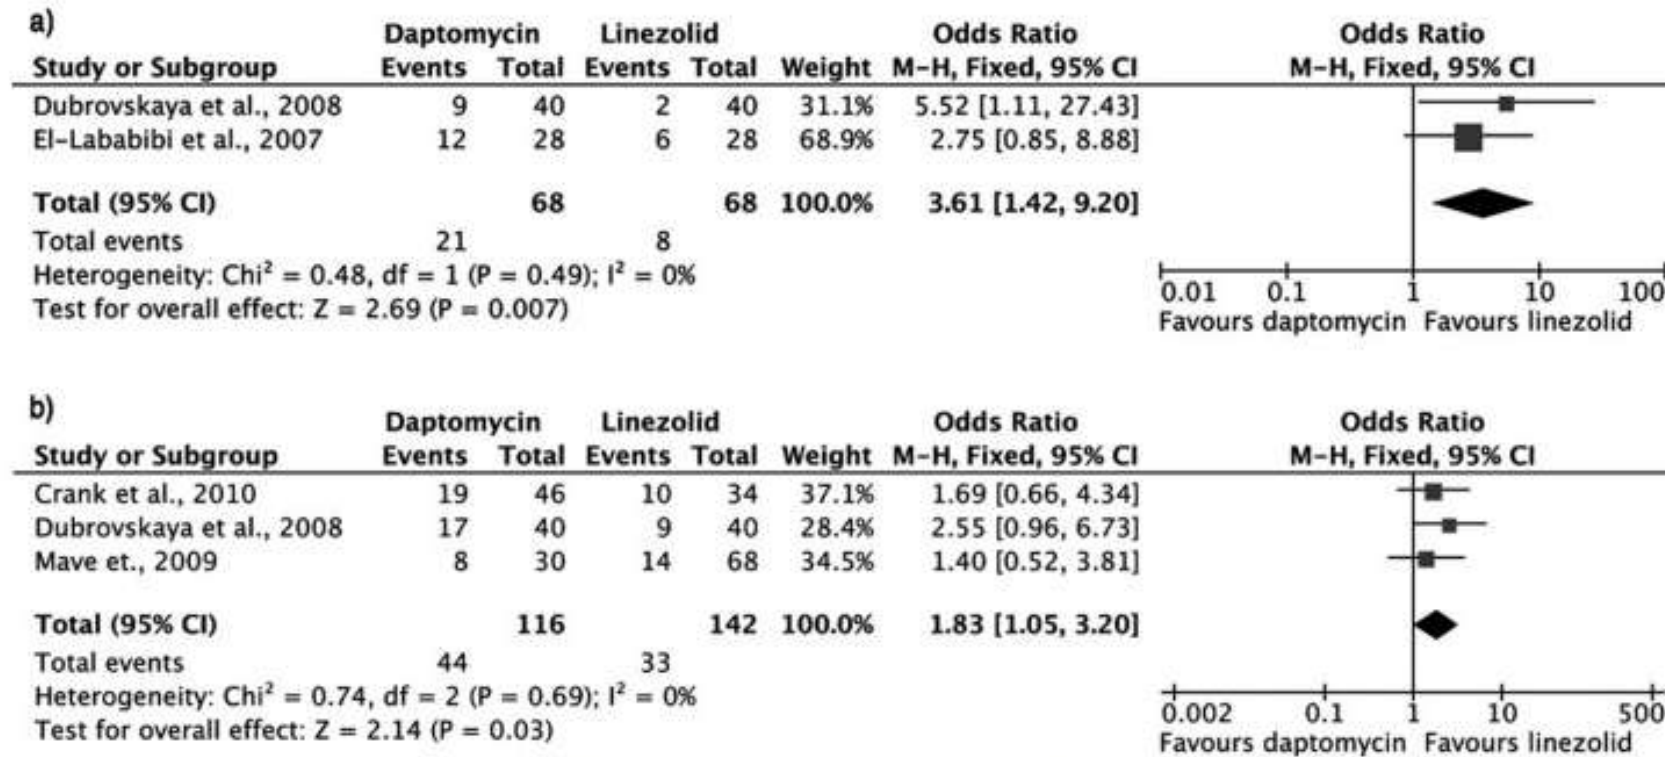 a)
Daptomycin Linezolid Odds Ratio Odds Ratio
Study or Subgroup Events Total Events Total Weight M-H, Fixed, 95% CI M-H, Fixed, 95% CI
Dubrovskaya et al., 2008 9 40 2 40 31.1% 5.52 [1.11, 27.43]
El-Lababibi et al., 2007 12 28 6 28 68.9% 2.75 [0.85, 8.88]
Total (95% CI) 68 68 100.0% 3.61 [1.42, 9.20]
Total events 21 8
Heterogeneity: Chi² = 0.48, df = 1 (P = 0.49); I² = 0%
Test for overall effect: Z = 2.69 (P = 0.007)
0.01 0.1 1 10 100
Favours daptomycin Favours linezolid
b)
Daptomycin Linezolid Odds Ratio Odds Ratio
Study or Subgroup Events Total Events Total Weight M-H, Fixed, 95% CI M-H, Fixed, 95% CI
Crank et al., 2010 19 46 10 34 37.1% 1.69 [0.66, 4.34]
Dubrovskaya et al., 2008 17 40 9 40 28.4% 2.55 [0.96, 6.73]
Mave et., 2009 8 30 14 68 34.5% 1.40 [0.52, 3.81]
Total (95% CI) 116 142 100.0% 1.83 [1.05, 3.20]
Total events 44 33
Heterogeneity: Chi² = 0.74, df = 2 (P = 0.69); I² = 0%
Test for overall effect: Z = 2.14 (P = 0.03)
0.002 0.1 1 10 500
Favours daptomycin Favours linezolid